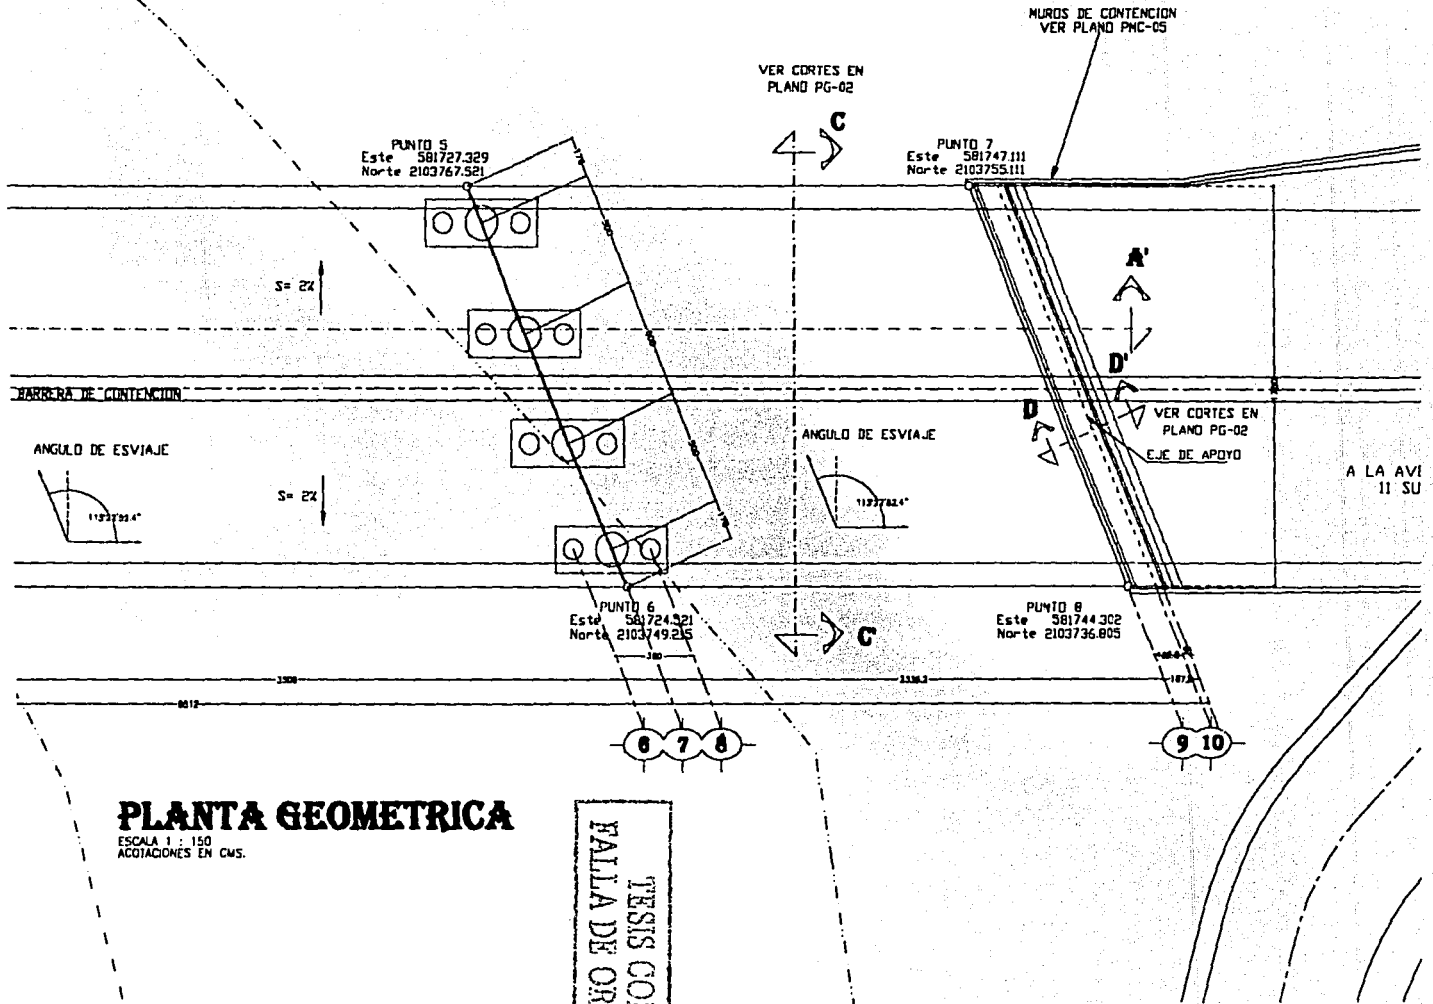 MUROS DE CONTENCION
VER PLANO PMC-05
VER CORTES EN
PLANO PG-02
C
PUNTO 5
Este 581727.329
Norte 2103767.521
PUNTO 7
Este 581747.111
Norte 2103755.111
A'
S= 2%
D'
BARRERA DE CONTENCION
D
VER CORTES EN
PLANO PG-02
ANGULO DE ESVIAJE
ANGULO DE ESVIAJE
EJE DE APOYO
A LA AVE
11 SU
S= 2%
PUNTO 6
Este 581724.321
Norte 2103749.215
PUNTO 8
Este 581744.302
Norte 2103736.805
C'
380
6 7 8
9 10
PLANTA GEOMETRICA
ESCALA 1 : 150
ACOTACIONES EN CMS.
TESIS CO
FALLA DE OR